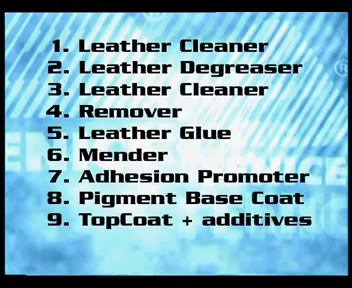 1. Leather Cleaner
2. Leather Degreaser
3. Leather Cleaner
4. Remover
5. Leather Glue
6. Mender
7. Adhesion Promoter
8. Pigment Base Coat
9. TopCoat + additives